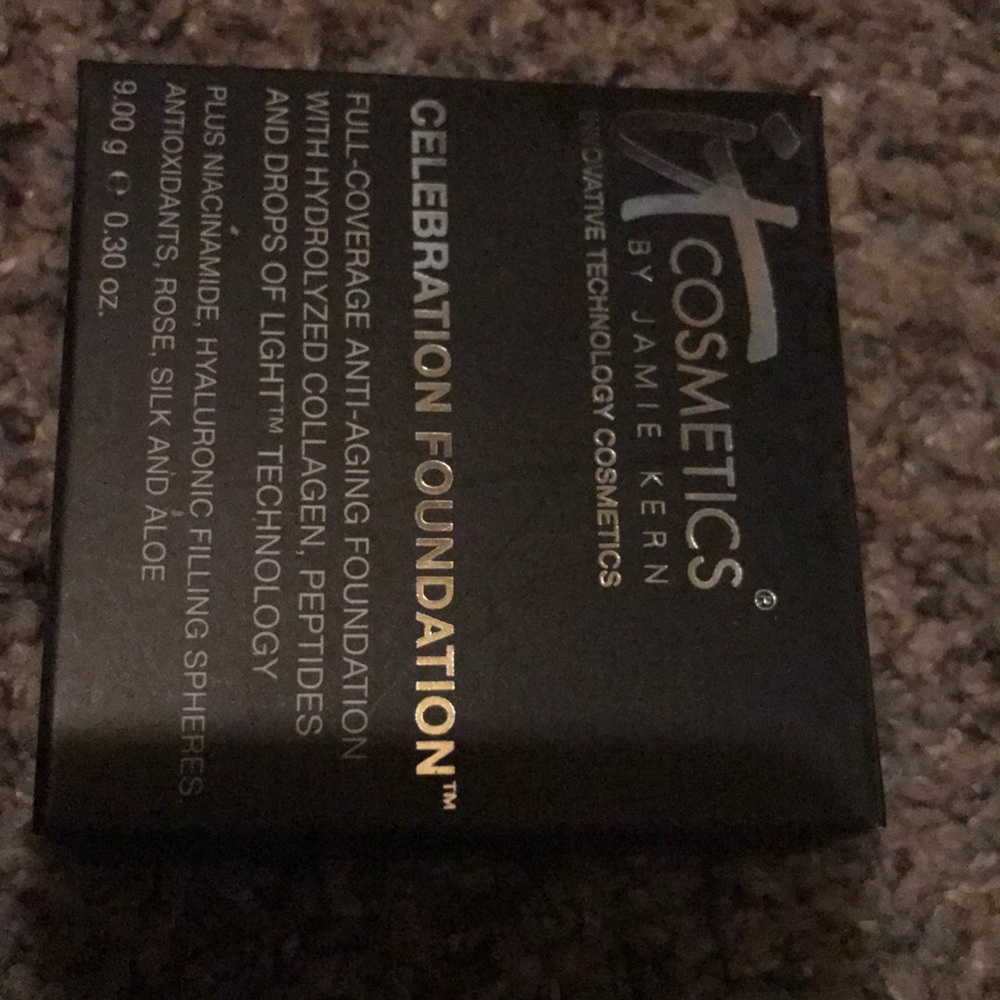 it COSMETICS®
BY JAMIE KERN
INNOVATIVE TECHNOLOGY COSMETICS
CELEBRATION FOUNDATION™
FULL-COVERAGE ANTI-AGING FOUNDATION
WITH HYDROLYZED COLLAGEN, PEPTIDES
AND DROPS OF LIGHT™ TECHNOLOGY
PLUS NIACINAMIDE, HYALURONIC FILLING SPHERES,
ANTIOXIDANTS, ROSE, SILK AND ALOE
9.00 g ℮ 0.30 oz.